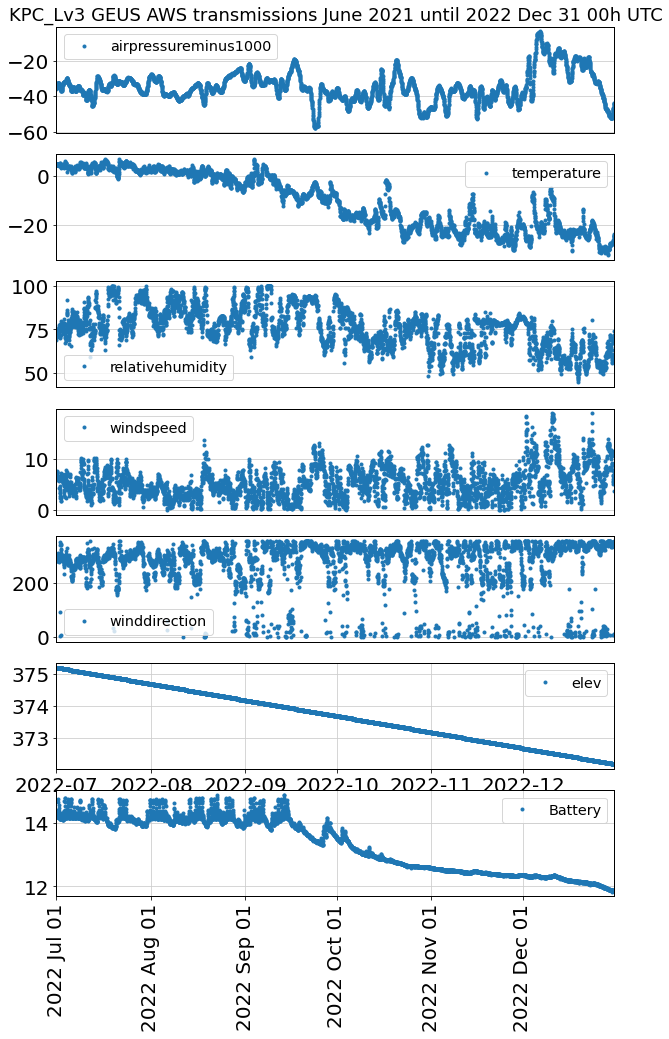 KPC_Lv3 GEUS AWS transmissions June 2021 until 2022 Dec 31 00h UTC
airpressureminus1000
−20
−40
−60
temperature
0
−20
100
75
50
relativehumidity
windspeed
10
0
200
0
winddirection
elev
375
374
373
2022-07 2022-08 2022-09 2022-10 2022-11 2022-12
Battery
14
12
2022 Jul 01
2022 Aug 01
2022 Sep 01
2022 Oct 01
2022 Nov 01
2022 Dec 01